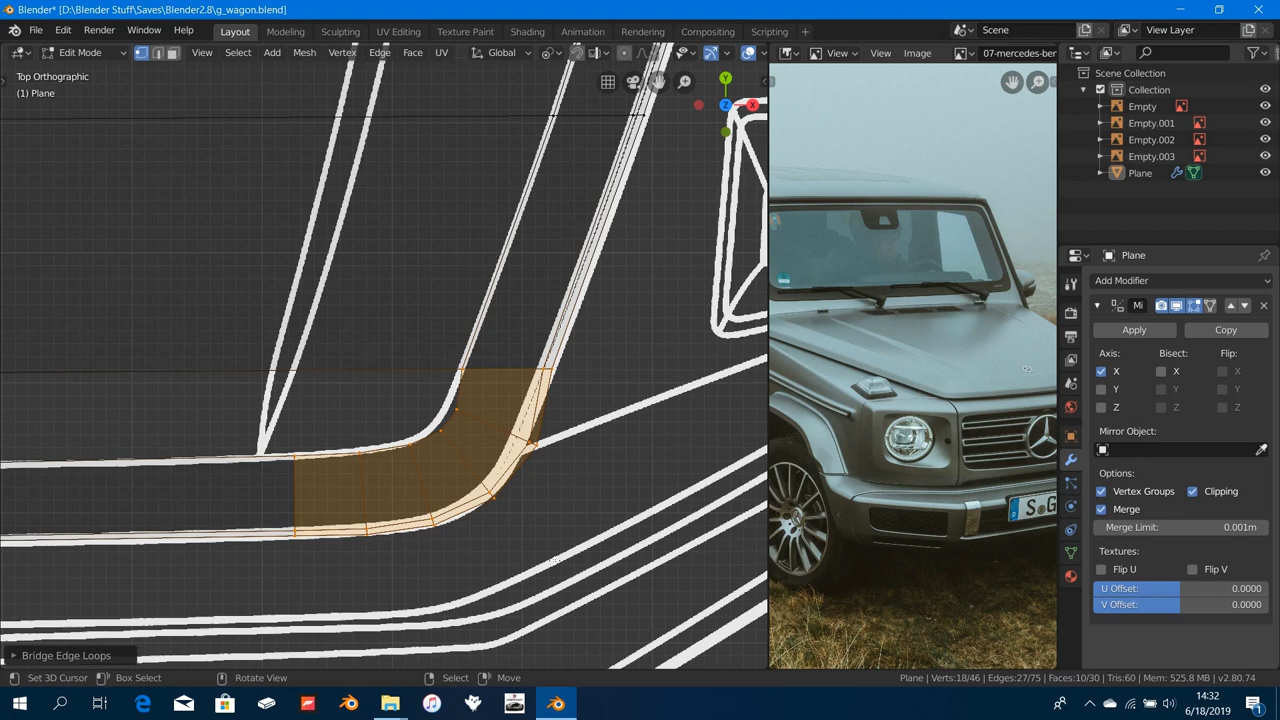 Blender* [D:\Blender Stuff\Saves\Blender2.8\g_wagon.blend]
File Edit Render Window Help Layout Modeling Sculpting UV Editing Texture Paint Shading Animation Rendering Compositing Scripting + Scene View Layer
Edit Mode View Select Add Mesh Vertex Edge Face UV Global View View Image 07-mercedes-ber
Top Orthographic
(1) Plane
Y
Z X
Scene Collection
Collection
Empty
Empty.001
Empty.002
Empty.003
Plane
Plane
Add Modifier
Mi
Apply Copy
Axis: Bisect: Flip:
X X X
Y Y Y
Z Z Z
Mirror Object:
Options:
Vertex Groups Clipping
Merge
Merge Limit: 0.001m
Textures:
Flip U Flip V
U Offset: 0.0000
V Offset: 0.0000
Bridge Edge Loops
Set 3D Cursor Box Select Rotate View Select Move Plane | Verts:18/46 | Edges:27/75 | Faces:10/30 | Tris:60 | Mem: 525.8 MB | v2.80.74
14:32
6/18/2019